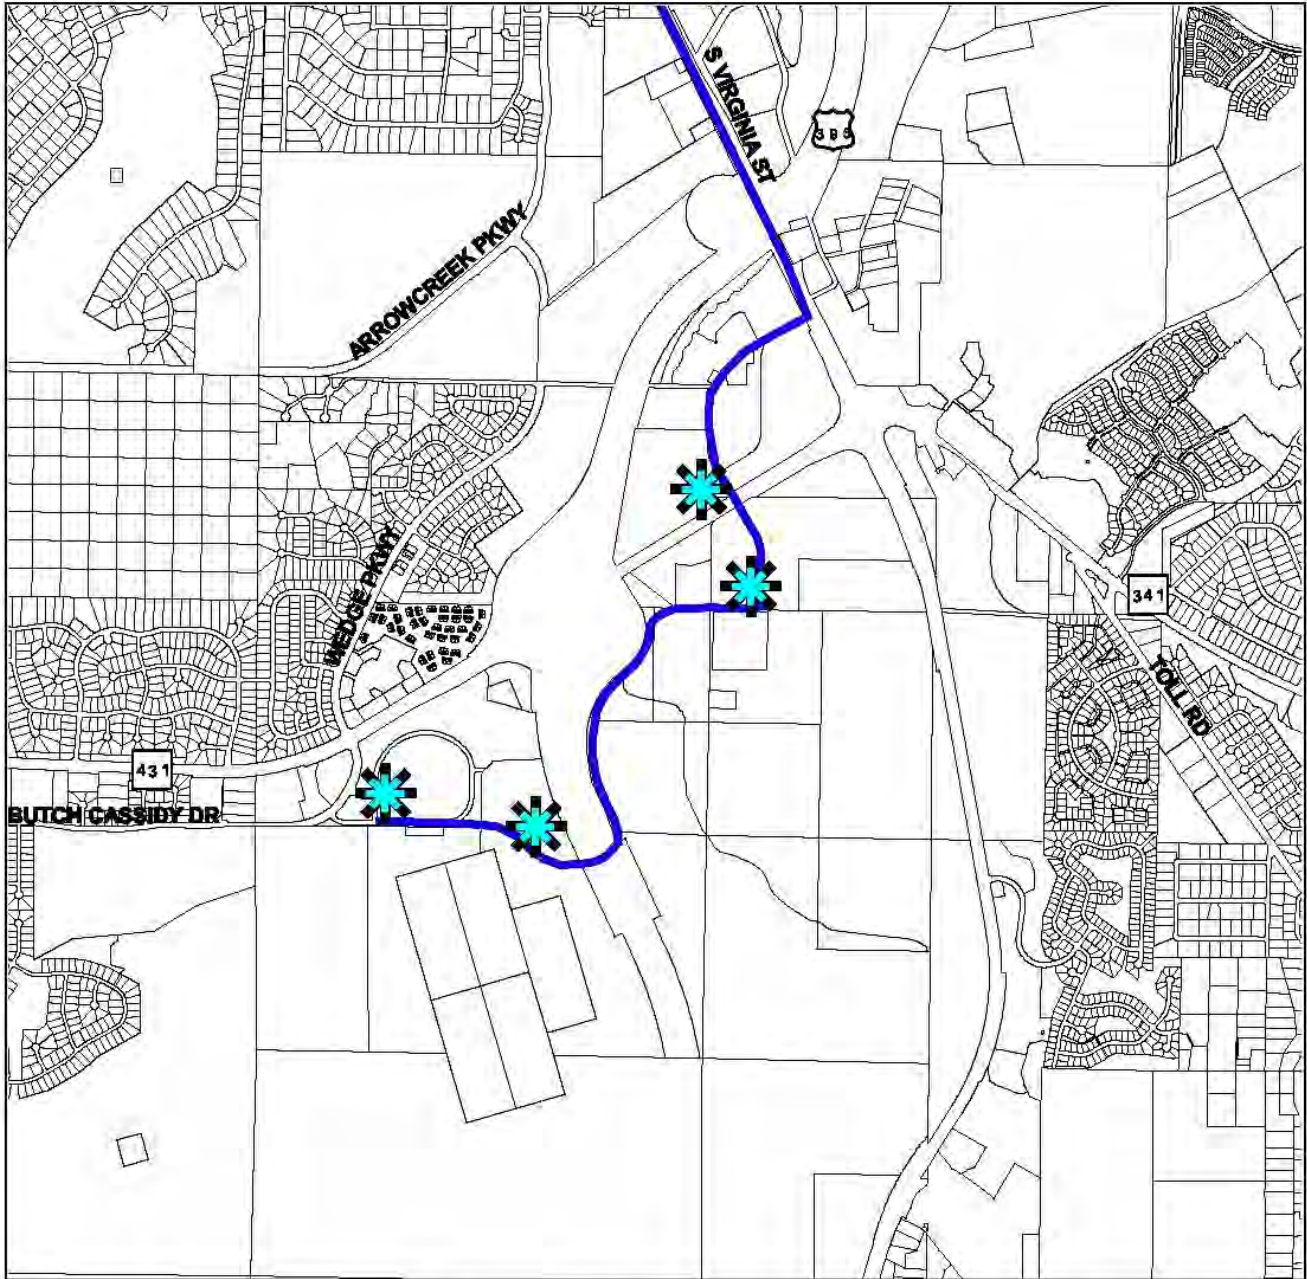 S VIRGINIA ST
395
ARROWCREEK PKWY
WEDGE PKWY
341
TOLL RD
431
BUTCH CASSIDY DR